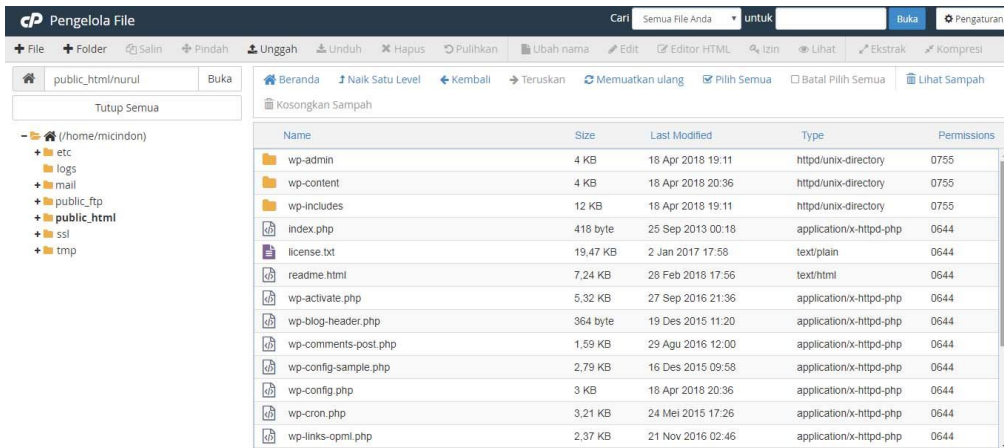 cP Pengelola File Cari Semua File Anda untuk Buka Pengaturan
+ File + Folder Salin Pindah Unggah Unduh Hapus Pulihkan Ubah nama Edit Editor HTML Izin Lihat Ekstrak Kompresi
public_html/nurul Buka
Tutup Semua
(/home/micindon)
etc
logs
mail
public_ftp
public_html
ssl
tmp
Beranda Naik Satu Level Kembali Teruskan Memuatkan ulang Pilih Semua Batal Pilih Semua Lihat Sampah
Kosongkan Sampah
Name Size Last Modified Type Permissions
wp-admin 4 KB 18 Apr 2018 19:11 httpd/unix-directory 0755
wp-content 4 KB 18 Apr 2018 20:36 httpd/unix-directory 0755
wp-includes 12 KB 18 Apr 2018 19:11 httpd/unix-directory 0755
index.php 418 byte 25 Sep 2013 00:18 application/x-httpd-php 0644
license.txt 19,47 KB 2 Jan 2017 17:58 text/plain 0644
readme.html 7,24 KB 28 Feb 2018 17:56 text/html 0644
wp-activate.php 5,32 KB 27 Sep 2016 21:36 application/x-httpd-php 0644
wp-blog-header.php 364 byte 19 Des 2015 11:20 application/x-httpd-php 0644
wp-comments-post.php 1,59 KB 29 Agu 2016 12:00 application/x-httpd-php 0644
wp-config-sample.php 2,79 KB 16 Des 2015 09:58 application/x-httpd-php 0644
wp-config.php 3 KB 18 Apr 2018 20:36 application/x-httpd-php 0644
wp-cron.php 3,21 KB 24 Mei 2015 17:26 application/x-httpd-php 0644
wp-links-opml.php 2,37 KB 21 Nov 2016 02:46 application/x-httpd-php 0644